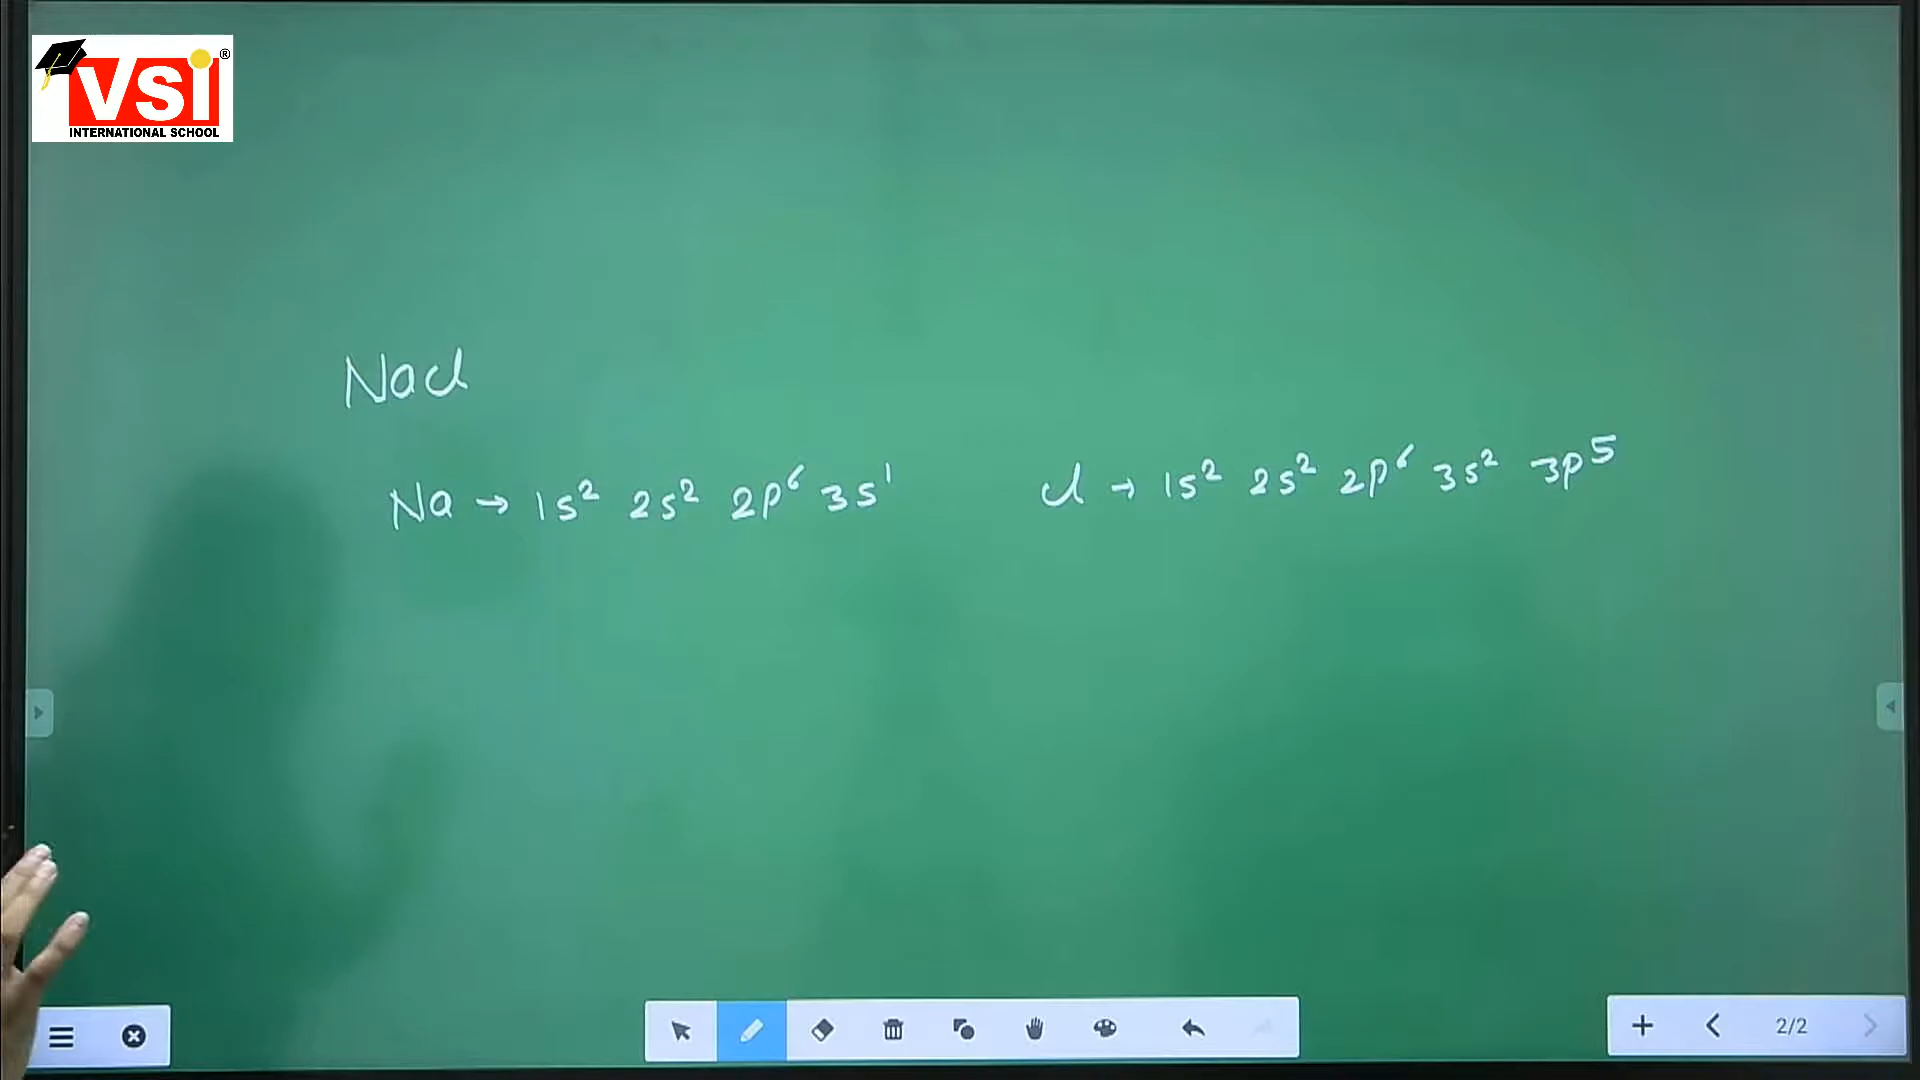 vsi®
INTERNATIONAL SCHOOL
NaCl
Na → 1s² 2s² 2p⁶ 3s¹
Cl → 1s² 2s² 2p⁶ 3s² 3p⁵
2/2